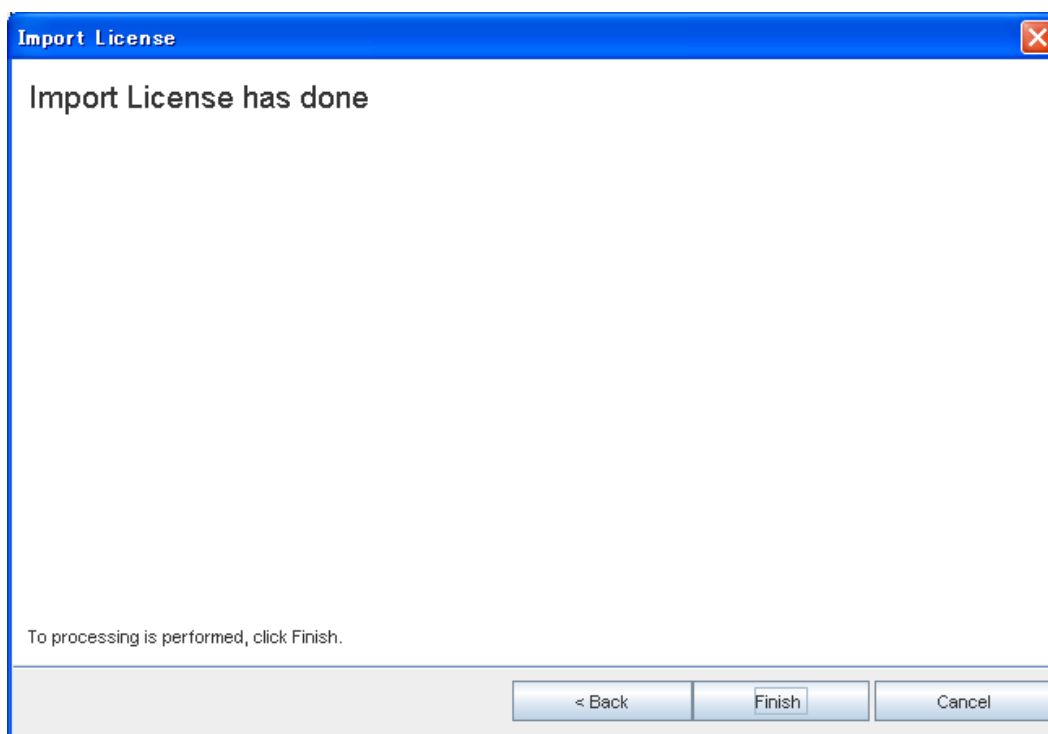 Import License
Import License has done
To processing is performed, click Finish.
< Back
Finish
Cancel